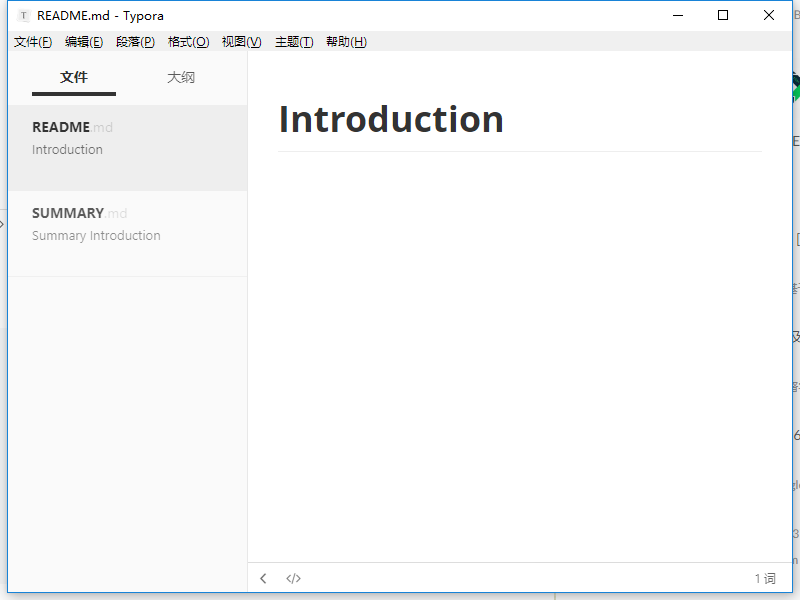 README.md - Typora
文件(F) 编辑(E) 段落(P) 格式(O) 视图(V) 主题(T) 帮助(H)
文件 大纲
README.md
Introduction
SUMMARY.md
Summary Introduction
Introduction
1 词